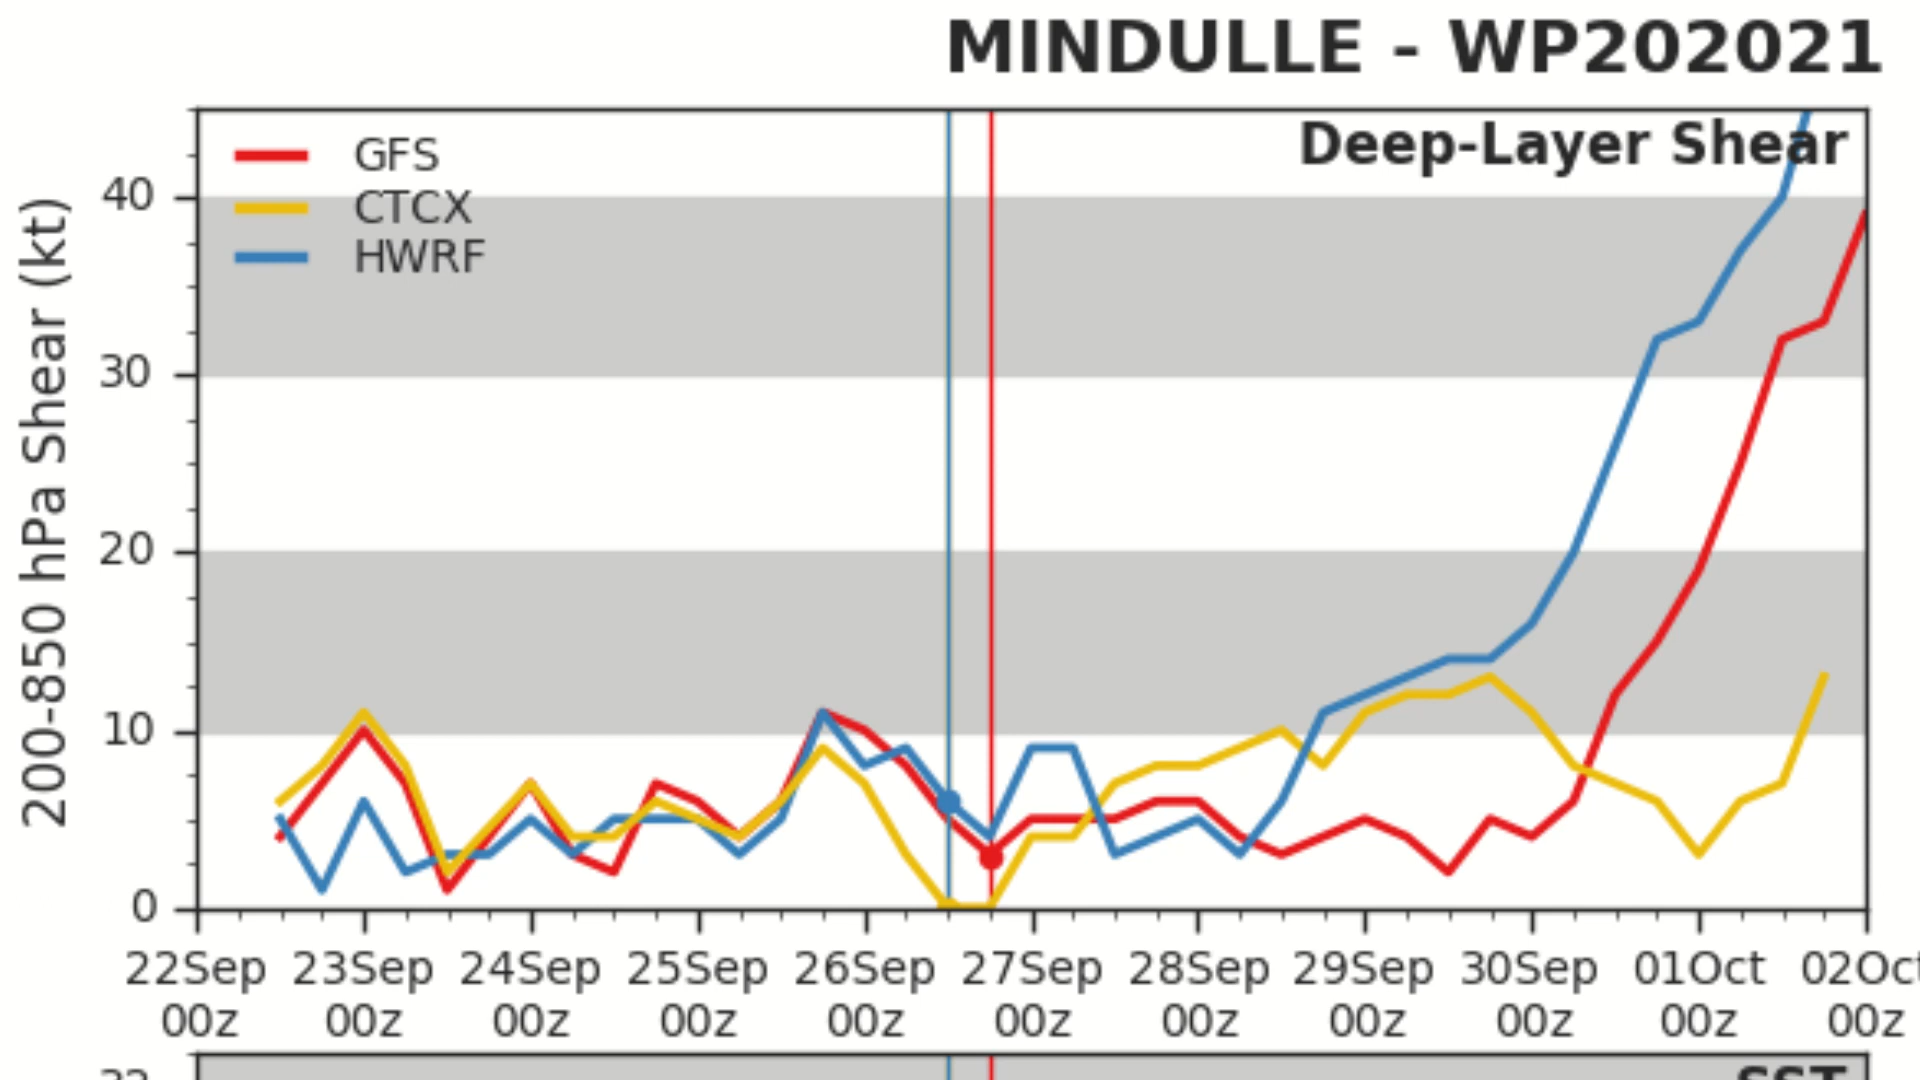 MINDULLE - WP202021
Deep-Layer Shear
GFS
CTCX
HWRF
200-850 hPa Shear (kt)
40
30
20
10
0
22Sep 23Sep 24Sep 25Sep 26Sep 27Sep 28Sep 29Sep 30Sep 01Oct 02Oct
00z 00z 00z 00z 00z 00z 00z 00z 00z 00z 00z
SST